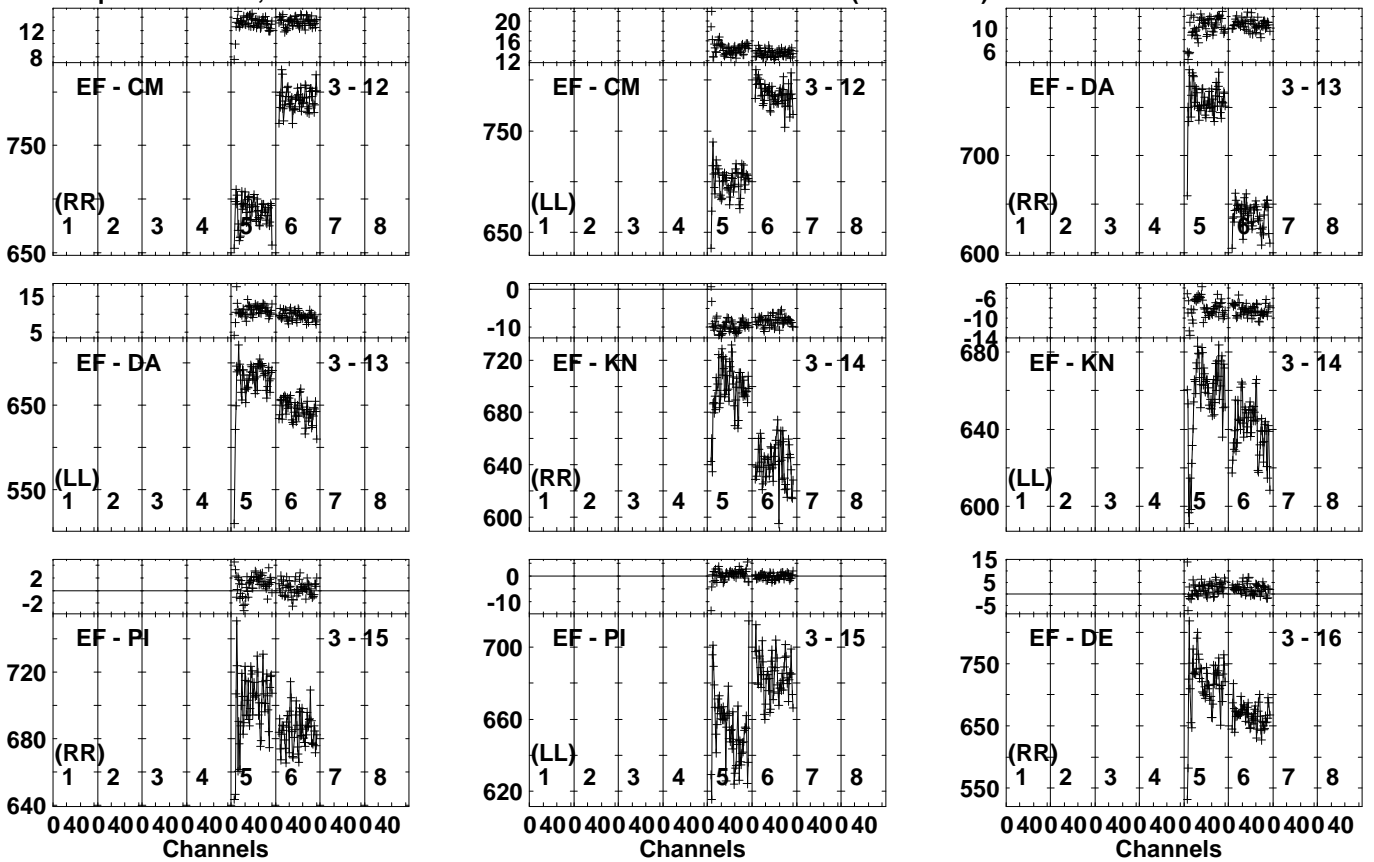 12
8
EF - CM 3 - 12
750
(RR)
1 2 3 4 5 6 7 8
650
20
16
12
EF - CM 3 - 12
750
(LL)
1 2 3 4 5 6 7 8
650
10
6
EF - DA 3 - 13
700
(RR)
1 2 3 4 5 6 7 8
600
15
5
EF - DA 3 - 13
650
(LL)
1 2 3 4 5 6 7 8
550
0
-10
720
EF - KN 3 - 14
680
640
(RR)
1 2 3 4 5 6 7 8
600
-6
-10
-14
680
EF - KN 3 - 14
640
(LL)
1 2 3 4 5 6 7 8
600
2
-2
EF - PI 3 - 15
720
680
(RR)
1 2 3 4 5 6 7 8
640
0 40 0 40 0 40 0 40 0 40 0 40 0 40 0 40
Channels
0
-10
EF - PI 3 - 15
700
660
(LL)
1 2 3 4 5 6 7 8
620
0 40 0 40 0 40 0 40 0 40 0 40 0 40 0 40
Channels
15
5
-5
EF - DE 3 - 16
750
650
(RR)
1 2 3 4 5 6 7 8
550
0 40 0 40 0 40 0 40 0 40 0 40 0 40 0 40
Channels